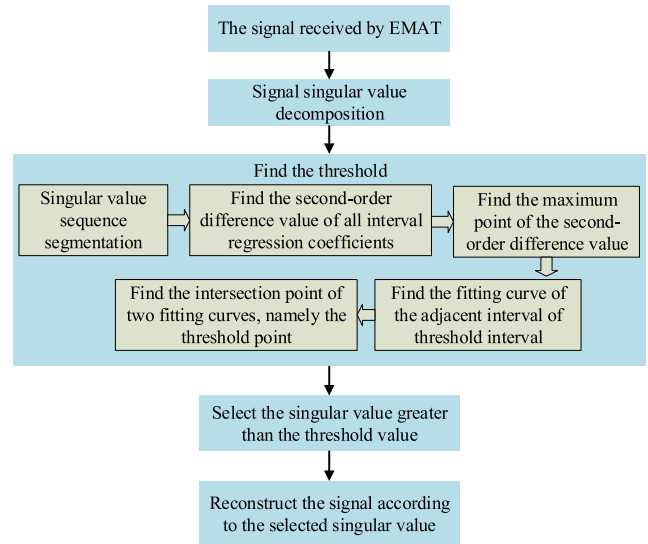 The signal received by EMAT
Signal singular value
decomposition
Find the threshold
Singular value
sequence
segmentation
Find the second-order
difference value of all interval
regression coefficients
Find the maximum
point of the second-
order difference value
Find the fitting curve of
the adjacent interval of
threshold interval
Find the intersection point of
two fitting curves, namely the
threshold point
Select the singular value greater
than the threshold value
Reconstruct the signal according
to the selected singular value